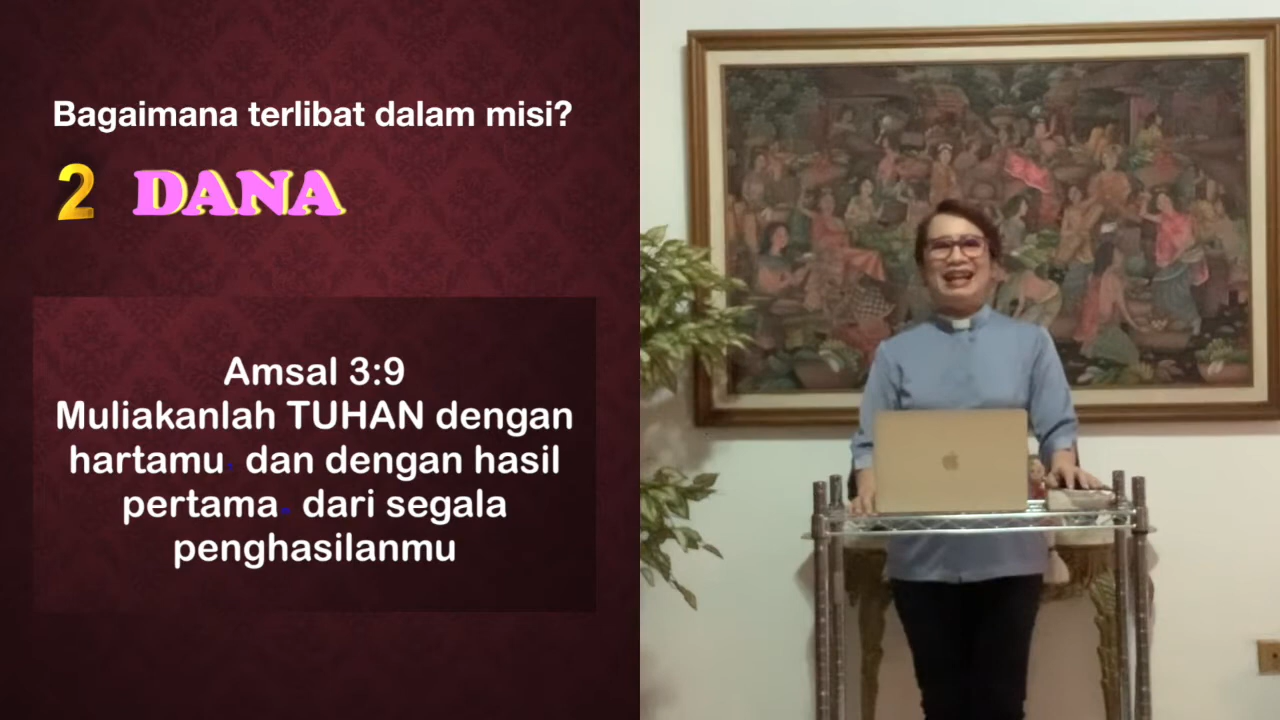 Bagaimana terlibat dalam misi?
2 DANA
Amsal 3:9
Muliakanlah TUHAN dengan
hartamu dan dengan hasil
pertama dari segala
penghasilanmu